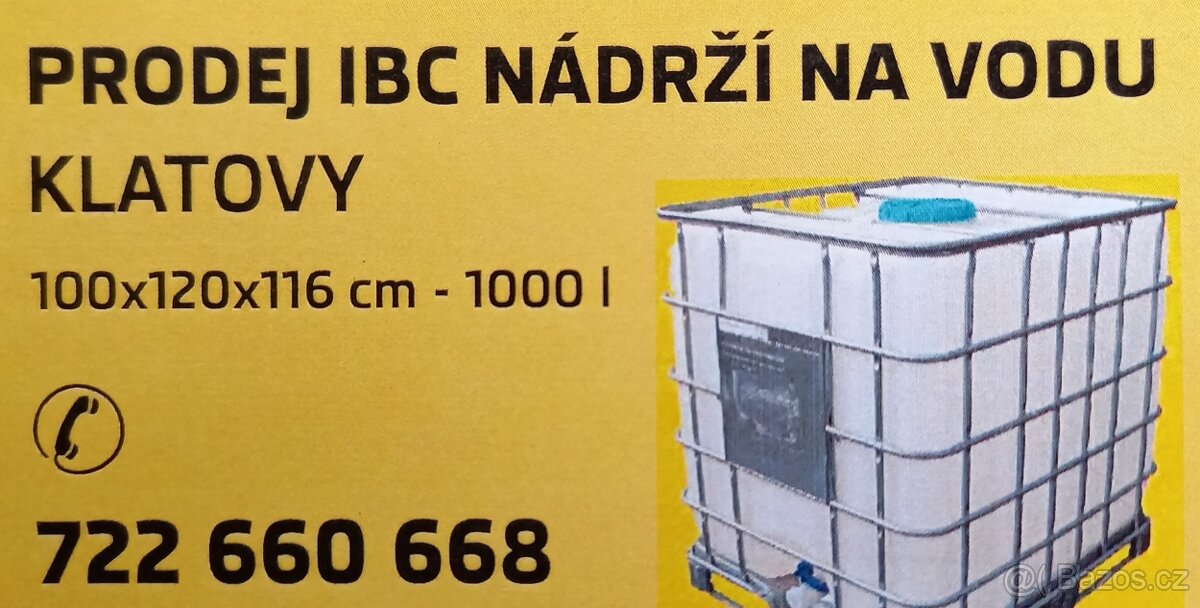 PRODEJ IBC NÁDRŽÍ NA VODU
KLATOVY
100x120x116 cm - 1000 l
722 660 668
Bazos.cz